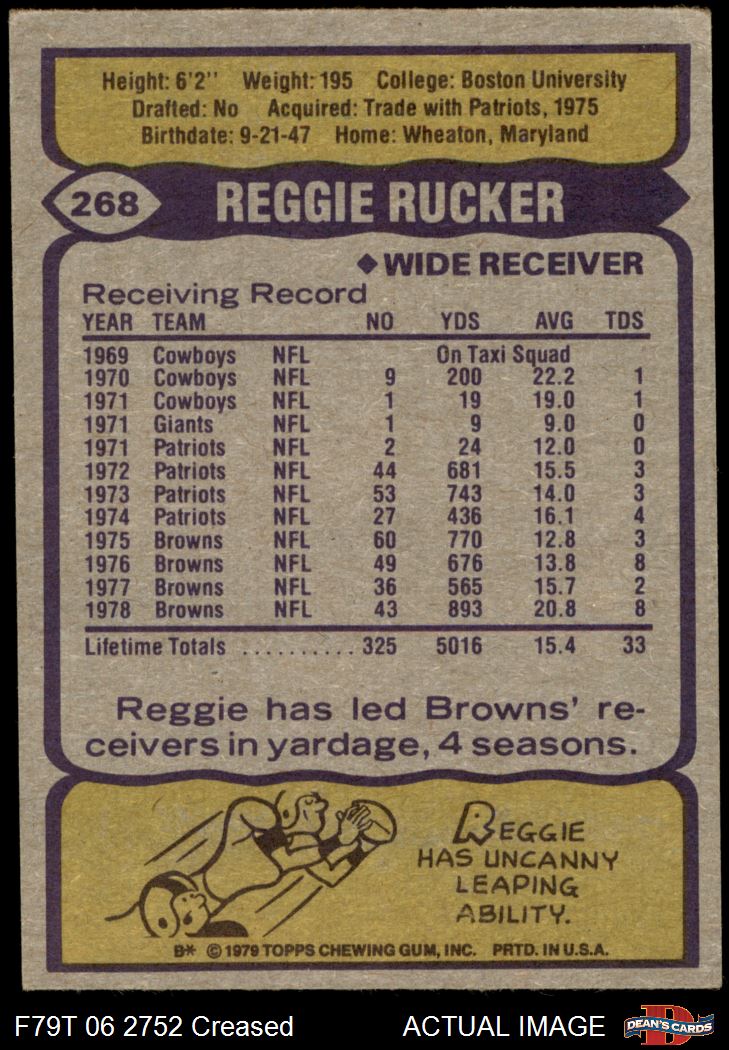 Height: 6'2'' Weight: 195 College: Boston University
Drafted: No Acquired: Trade with Patriots, 1975
Birthdate: 9-21-47 Home: Wheaton, Maryland
268 REGGIE RUCKER
◆WIDE RECEIVER
Receiving Record
YEAR TEAM NO YDS AVG TDS
1969 Cowboys NFL On Taxi Squad
1970 Cowboys NFL 9 200 22.2 1
1971 Cowboys NFL 1 19 19.0 1
1971 Giants NFL 1 9 9.0 0
1971 Patriots NFL 2 24 12.0 0
1972 Patriots NFL 44 681 15.5 3
1973 Patriots NFL 53 743 14.0 3
1974 Patriots NFL 27 436 16.1 4
1975 Browns NFL 60 770 12.8 3
1976 Browns NFL 49 676 13.8 8
1977 Browns NFL 36 565 15.7 2
1978 Browns NFL 43 893 20.8 8
Lifetime Totals .......... 325 5016 15.4 33
Reggie has led Browns' re-
ceivers in yardage, 4 seasons.
REGGIE
HAS UNCANNY
LEAPING
ABILITY.
B* © 1979 TOPPS CHEWING GUM, INC. PRTD. IN U.S.A.
F79T 06 2752 Creased ACTUAL IMAGE D DEAN'S CARDS